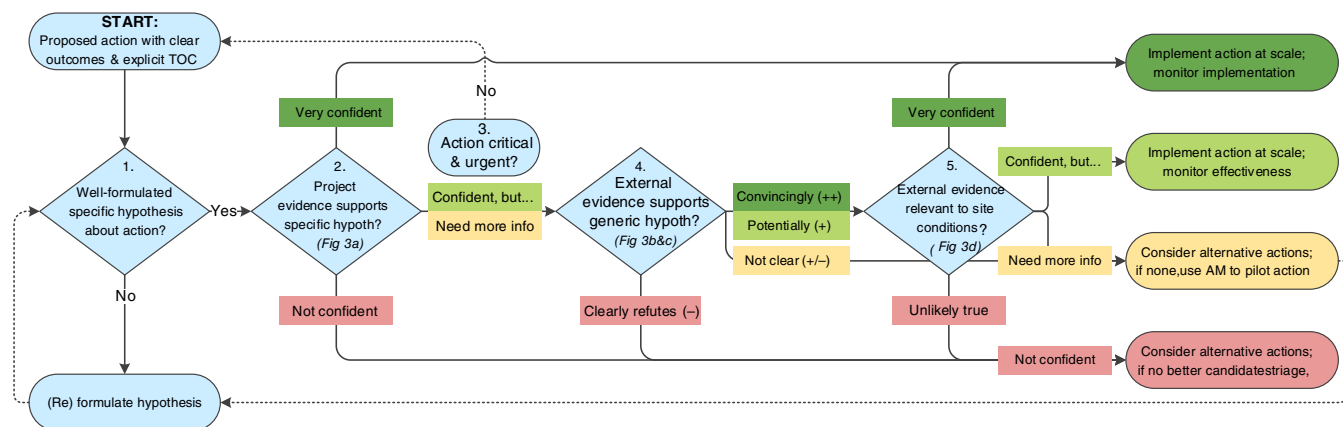 START:
Proposed action with clear
outcomes & explicit TOC
1.
Well-formulated
specific hypothesis
about action?
Yes
No
(Re) formulate hypothesis
2.
Project
evidence supports
specific hypoth?
(Fig 3a)
Very confident
Confident, but...
Need more info
Not confident
3.
Action critical
& urgent?
No
4.
External
evidence supports
generic hypoth?
(Fig 3b&c)
Convincingly (++)
Potentially (+)
Not clear (+/–)
Clearly refutes (–)
5.
External evidence
relevant to site
conditions?
( Fig 3d)
Very confident
Confident, but...
Need more info
Unlikely true
Not confident
Implement action at scale;
monitor implementation
Implement action at scale;
monitor effectiveness
Consider alternative actions;
if none,use AM to pilot action
Consider alternative actions;
if no better candidatestriage,